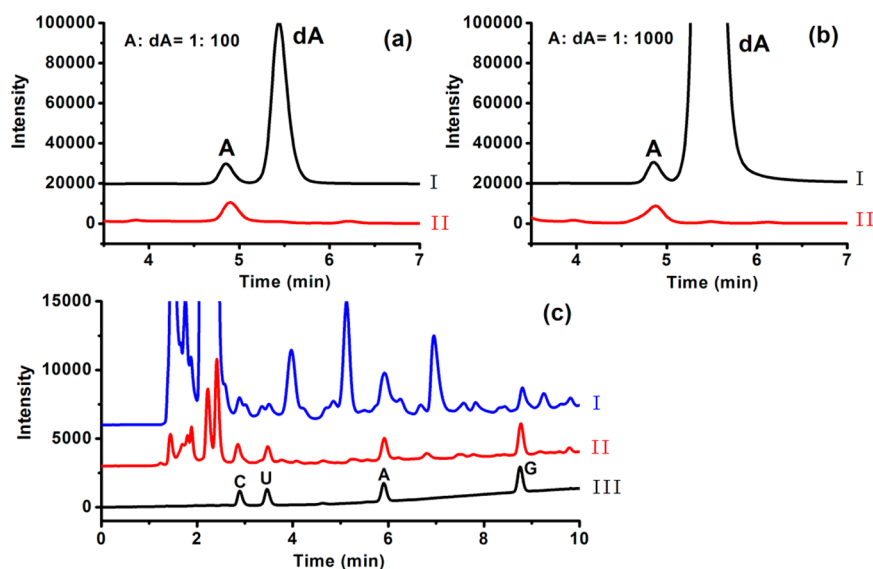 A: dA= 1: 100
dA
(a)
A
I
II
100000
80000
60000
40000
20000
0
4
5
6
7
Intensity
Time (min)
A: dA= 1: 1000
dA
(b)
A
I
II
100000
80000
60000
40000
20000
0
4
5
6
7
Intensity
Time (min)
(c)
15000
10000
5000
0
Intensity
I
II
C
U
A
G
III
0
2
4
6
8
10
Time (min)